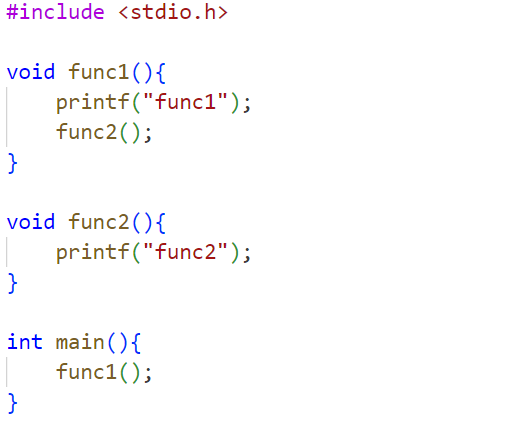 #include <stdio.h>

void func1(){
    printf("func1");
    func2();
}

void func2(){
    printf("func2");
}

int main(){
    func1();
}